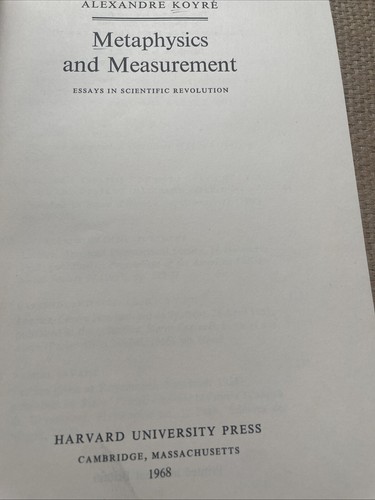 ALEXANDRE KOYRÉ
Metaphysics
and Measurement
ESSAYS IN SCIENTIFIC REVOLUTION
HARVARD UNIVERSITY PRESS
CAMBRIDGE, MASSACHUSETTS
1968